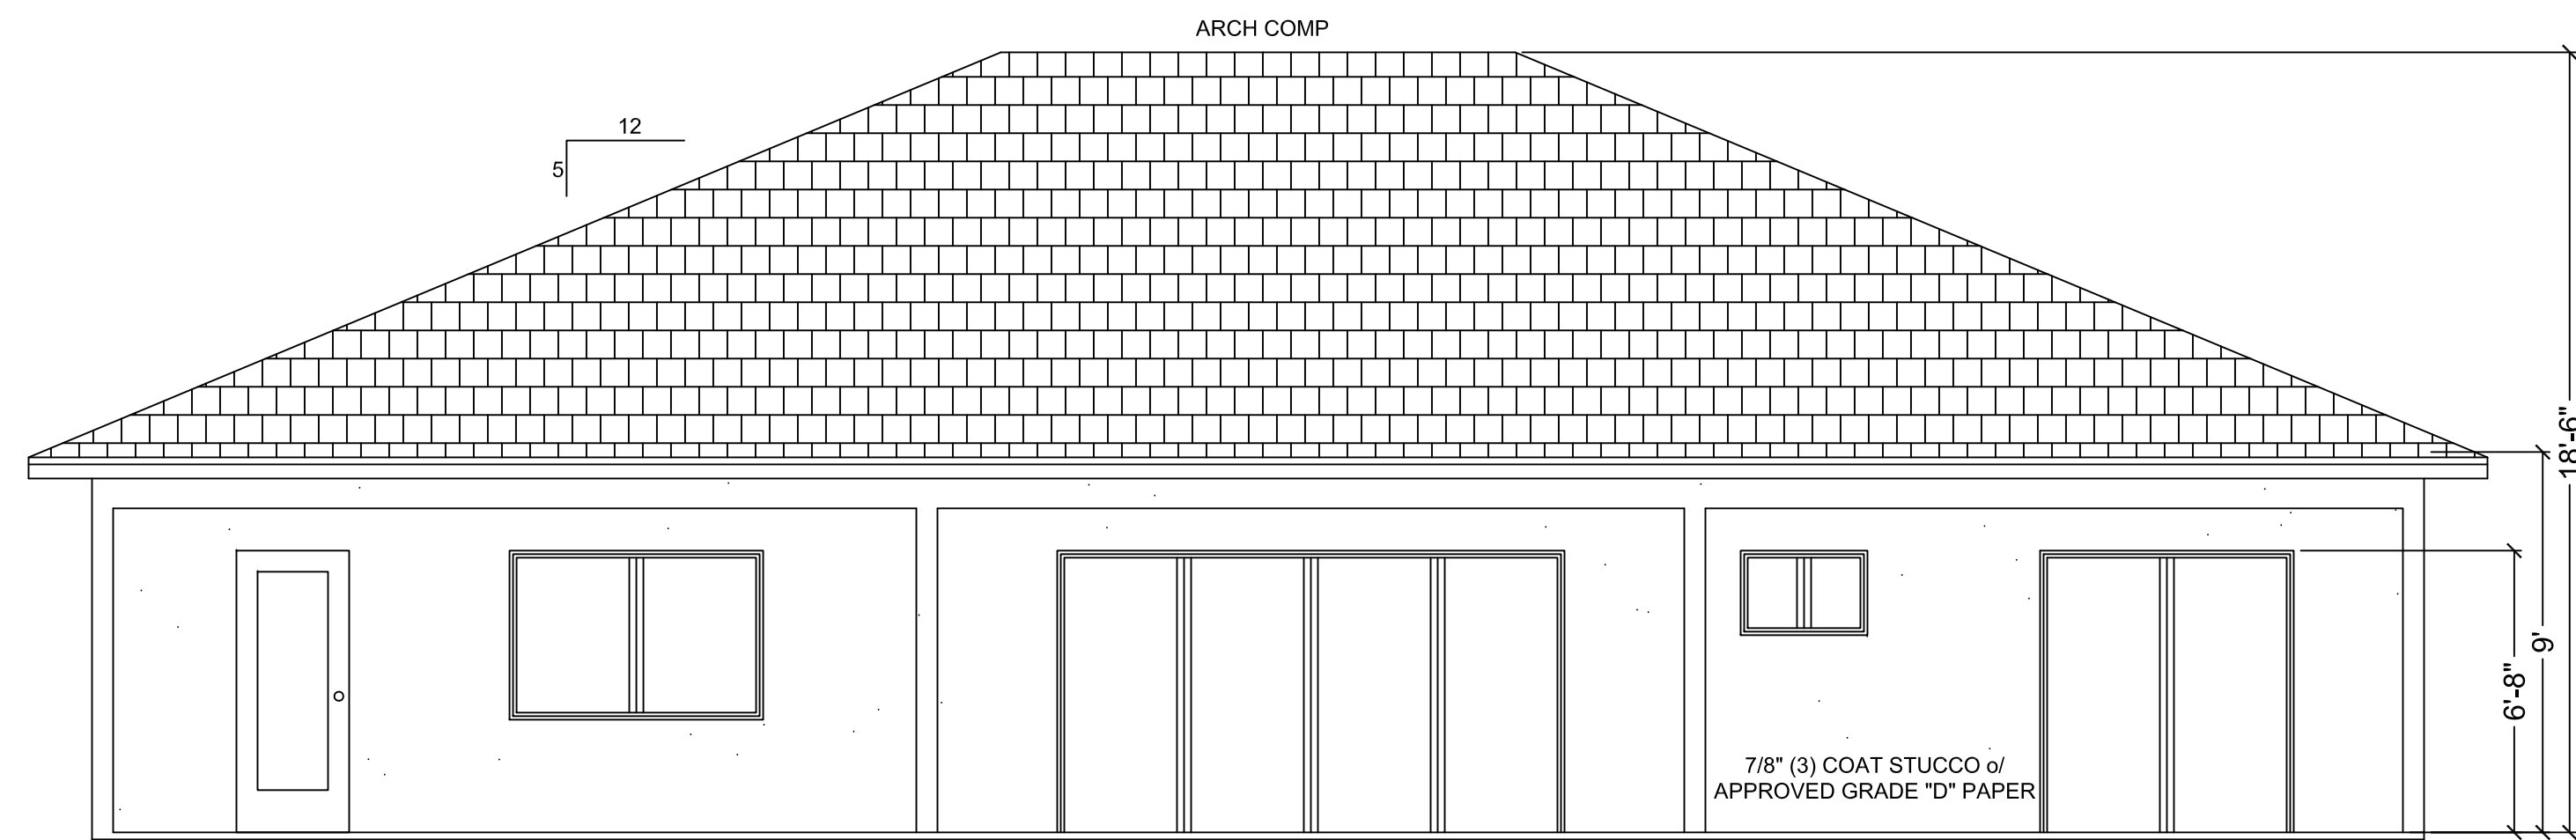 ARCH COMP
12
5
18'-6"
9'
6'-8"
7/8" (3) COAT STUCCO o/
APPROVED GRADE "D" PAPER